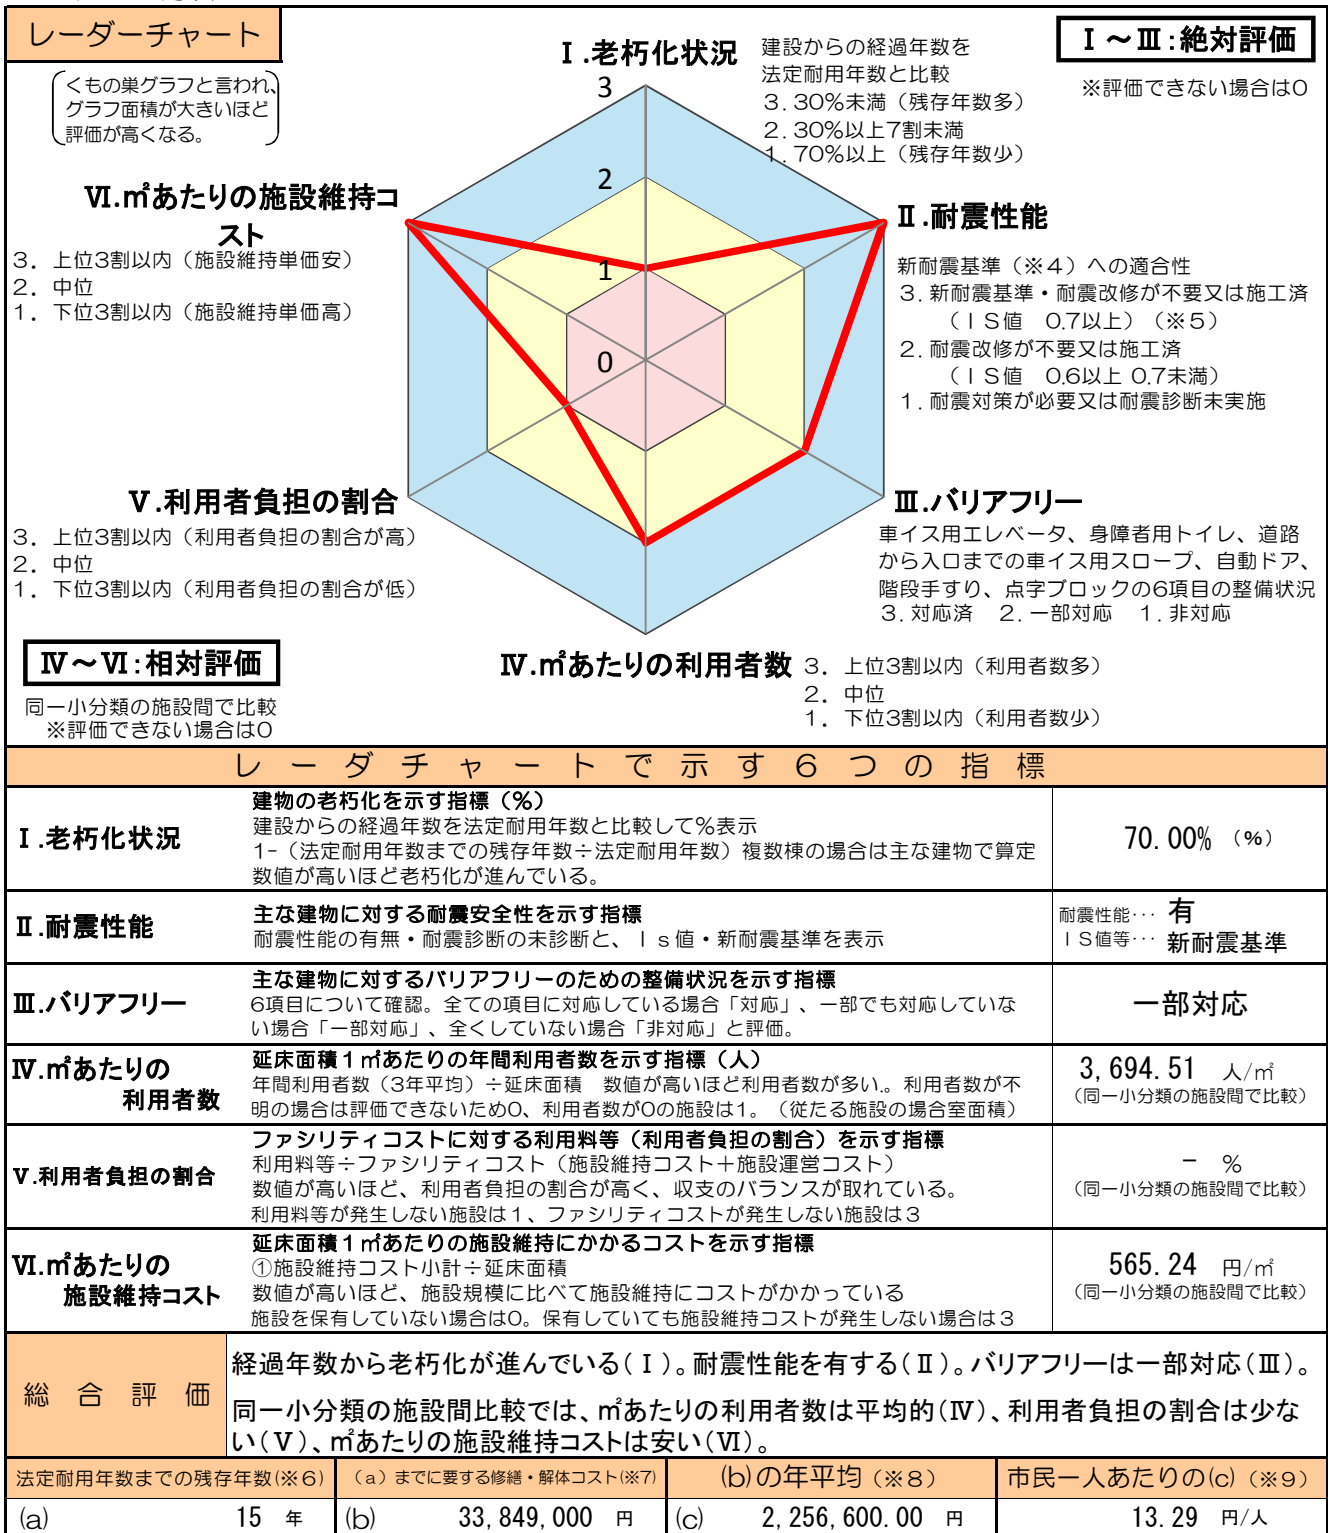 レーダーチャート
くもの巣グラフと言われ、
グラフ面積が大きいほど
評価が高くなる。
Ⅰ～Ⅲ：絶対評価
※評価できない場合は0
Ⅰ.老朽化状況
建設からの経過年数を
法定耐用年数と比較
3．30％未満（残存年数多）
2．30％以上7割未満
1．70％以上（残存年数少）
3
2
1
0
Ⅵ.㎡あたりの施設維持コ
スト
3．上位3割以内（施設維持単価安）
2．中位
1．下位3割以内（施設維持単価高）
Ⅱ.耐震性能
新耐震基準（※４）への適合性
3．新耐震基準・耐震改修が不要又は施工済
（ＩＳ値　0.7以上）（※５）
2．耐震改修が不要又は施工済
（ＩＳ値　0.6以上 0.7未満）
1．耐震対策が必要又は耐震診断未実施
Ⅴ.利用者負担の割合
3．上位3割以内（利用者負担の割合が高）
2．中位
1．下位3割以内（利用者負担の割合が低）
Ⅲ.バリアフリー
車イス用エレベータ、身障者用トイレ、道路
から入口までの車イス用スロープ、自動ドア、
階段手すり、点字ブロックの6項目の整備状況
3．対応済　2．一部対応　1．非対応
Ⅳ～Ⅵ：相対評価
同一小分類の施設間で比較
※評価できない場合は0
Ⅳ.㎡あたりの利用者数
3．上位3割以内（利用者数多）
2．中位
1．下位3割以内（利用者数少）
レーダチャートで示す６つの指標
Ⅰ.老朽化状況
建物の老朽化を示す指標（％）
建設からの経過年数を法定耐用年数と比較して％表示
1-（法定耐用年数までの残存年数÷法定耐用年数）複数棟の場合は主な建物で算定
数値が高いほど老朽化が進んでいる。
70.00%（％）
Ⅱ.耐震性能
主な建物に対する耐震安全性を示す指標
耐震性能の有無・耐震診断の未診断と、Ｉｓ値・新耐震基準を表示
耐震性能… 有
ＩＳ値等… 新耐震基準
Ⅲ.バリアフリー
主な建物に対するバリアフリーのための整備状況を示す指標
6項目について確認。全ての項目に対応している場合「対応」、一部でも対応していな
い場合「一部対応」、全くしていない場合「非対応」と評価。
一部対応
Ⅳ.㎡あたりの
利用者数
延床面積１㎡あたりの年間利用者数を示す指標（人）
年間利用者数（3年平均）÷延床面積　数値が高いほど利用者数が多い。利用者数が不
明の場合は評価できないため0、利用者数が0の施設は1。（従たる施設の場合室面積）
3,694.51 人/㎡
（同一小分類の施設間で比較）
Ⅴ.利用者負担の割合
ファシリティコストに対する利用料等（利用者負担の割合）を示す指標
利用料等÷ファシリティコスト（施設維持コスト＋施設運営コスト）
数値が高いほど、利用者負担の割合が高く、収支のバランスが取れている。
利用料等が発生しない施設は１、ファシリティコストが発生しない施設は３
－ ％
（同一小分類の施設間で比較）
Ⅵ.㎡あたりの
施設維持コスト
延床面積１㎡あたりの施設維持にかかるコストを示す指標
①施設維持コスト小計÷延床面積
数値が高いほど、施設規模に比べて施設維持にコストがかかっている
施設を保有していない場合は0。保有していても施設維持コストが発生しない場合は３
565.24 円/㎡
（同一小分類の施設間で比較）
総合評価
経過年数から老朽化が進んでいる（Ⅰ）。耐震性能を有する（Ⅱ）。バリアフリーは一部対応（Ⅲ）。
同一小分類の施設間比較では、㎡あたりの利用者数は平均的（Ⅳ）、利用者負担の割合は少な
い（Ⅴ）、㎡あたりの施設維持コストは安い（Ⅵ）。
法定耐用年数までの残存年数(※６)
（a）までに要する修繕・解体コスト(※7)
(b)の年平均（※８）
市民一人あたりの(c)（※９）
(a) 15 年
(b) 33,849,000 円
(c) 2,256,600.00 円
13.29 円/人